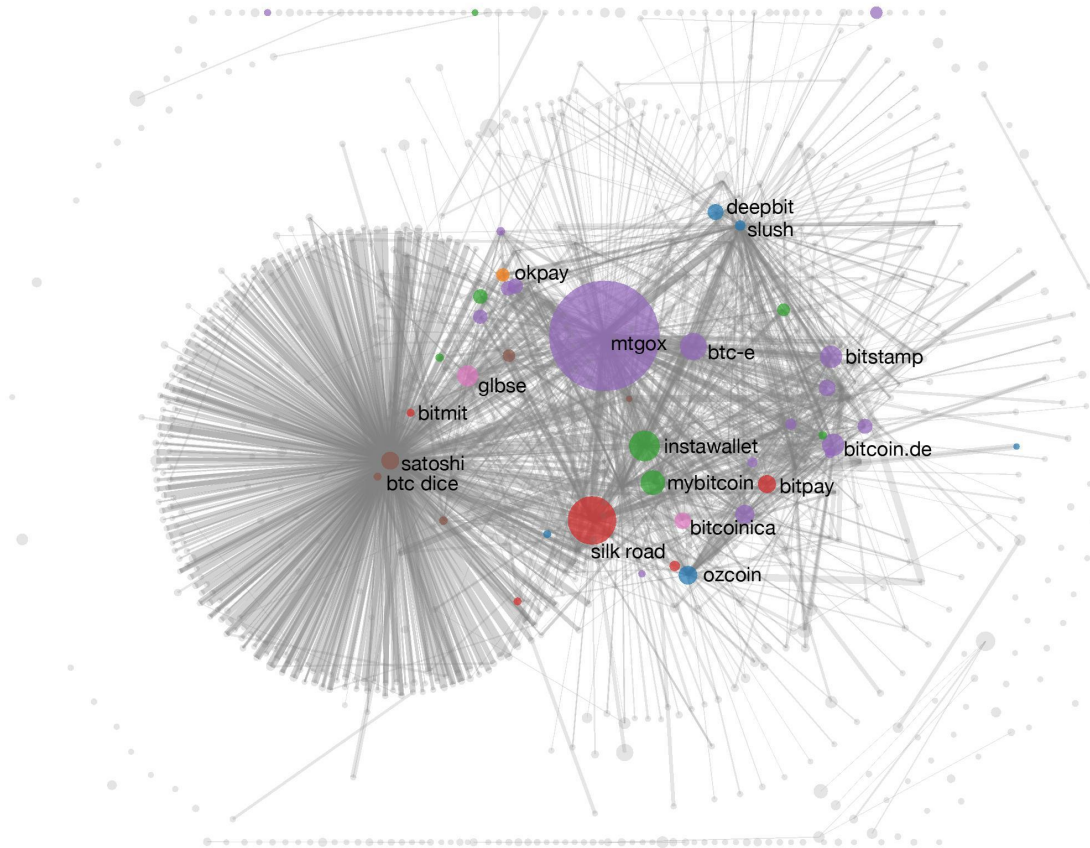 deepbit
slush
okpay
mtgox
btc-e
bitstamp
glbse
bitmit
instawallet
bitcoin.de
satoshi
btc dice
mybitcoin
bitpay
bitcoinica
silk road
ozcoin